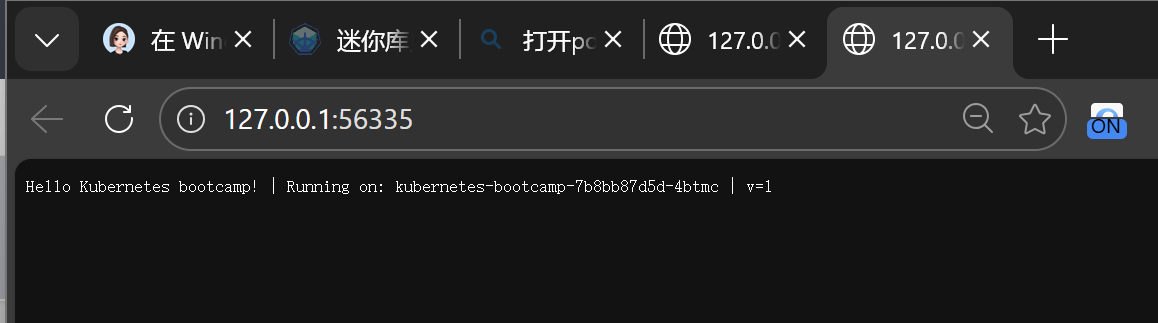 在 Win
迷你库
打开po
127.0.0
127.0.0
127.0.0.1:56335
ON
Hello Kubernetes bootcamp! | Running on: kubernetes-bootcamp-7b8bb87d5d-4btmc | v=1